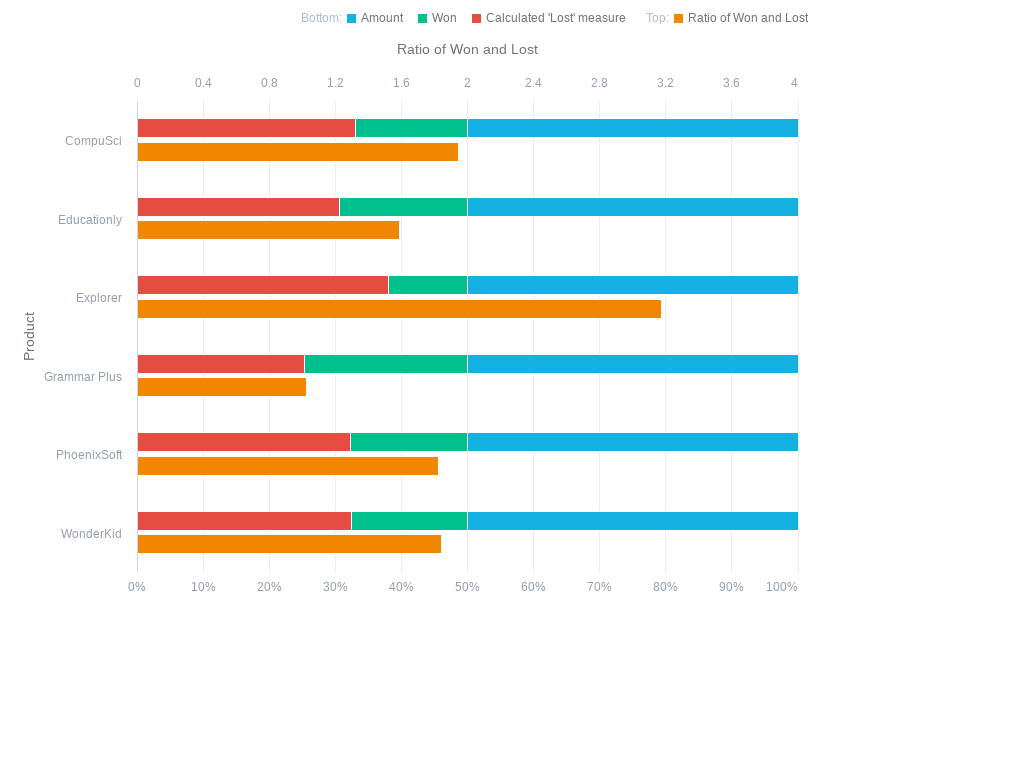 Bottom: Amount Won Calculated 'Lost' measure Top: Ratio of Won and Lost
Ratio of Won and Lost
0 0.4 0.8 1.2 1.6 2 2.4 2.8 3.2 3.6 4
CompuSci
Educationly
Explorer
Product
Grammar Plus
PhoenixSoft
WonderKid
0% 10% 20% 30% 40% 50% 60% 70% 80% 90% 100%